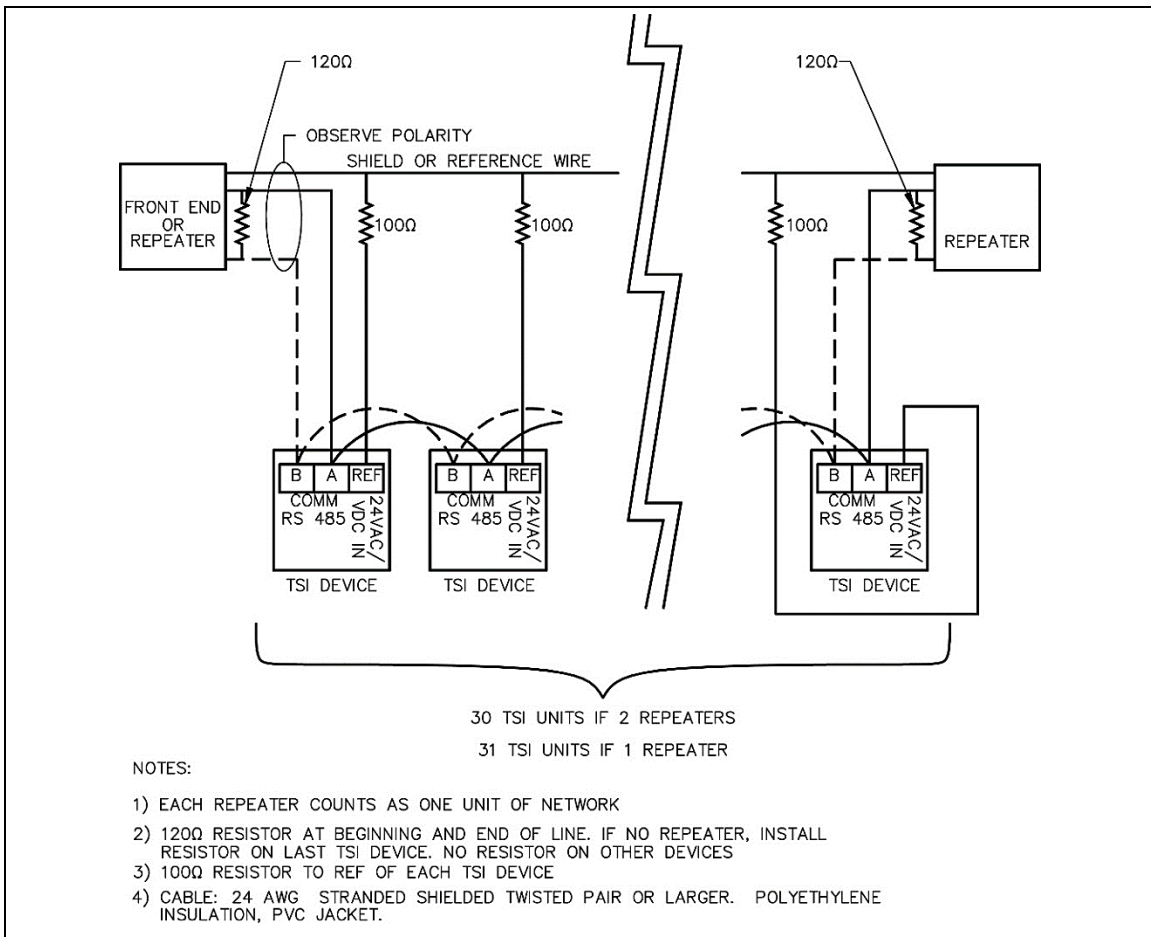 120Ω
120Ω
OBSERVE POLARITY
SHIELD OR REFERENCE WIRE
FRONT END
OR
REPEATER
100Ω
100Ω
100Ω
REPEATER
B A REF
COMM
RS 485
24VAC/
VDC IN
TSI DEVICE
B A REF
COMM
RS 485
24VAC/
VDC IN
TSI DEVICE
B A REF
COMM
RS 485
24VAC/
VDC IN
TSI DEVICE
30 TSI UNITS IF 2 REPEATERS
31 TSI UNITS IF 1 REPEATER
NOTES:
1) EACH REPEATER COUNTS AS ONE UNIT OF NETWORK
2) 120Ω RESISTOR AT BEGINNING AND END OF LINE. IF NO REPEATER, INSTALL
RESISTOR ON LAST TSI DEVICE. NO RESISTOR ON OTHER DEVICES
3) 100Ω RESISTOR TO REF OF EACH TSI DEVICE
4) CABLE: 24 AWG STRANDED SHIELDED TWISTED PAIR OR LARGER. POLYETHYLENE
INSULATION, PVC JACKET.